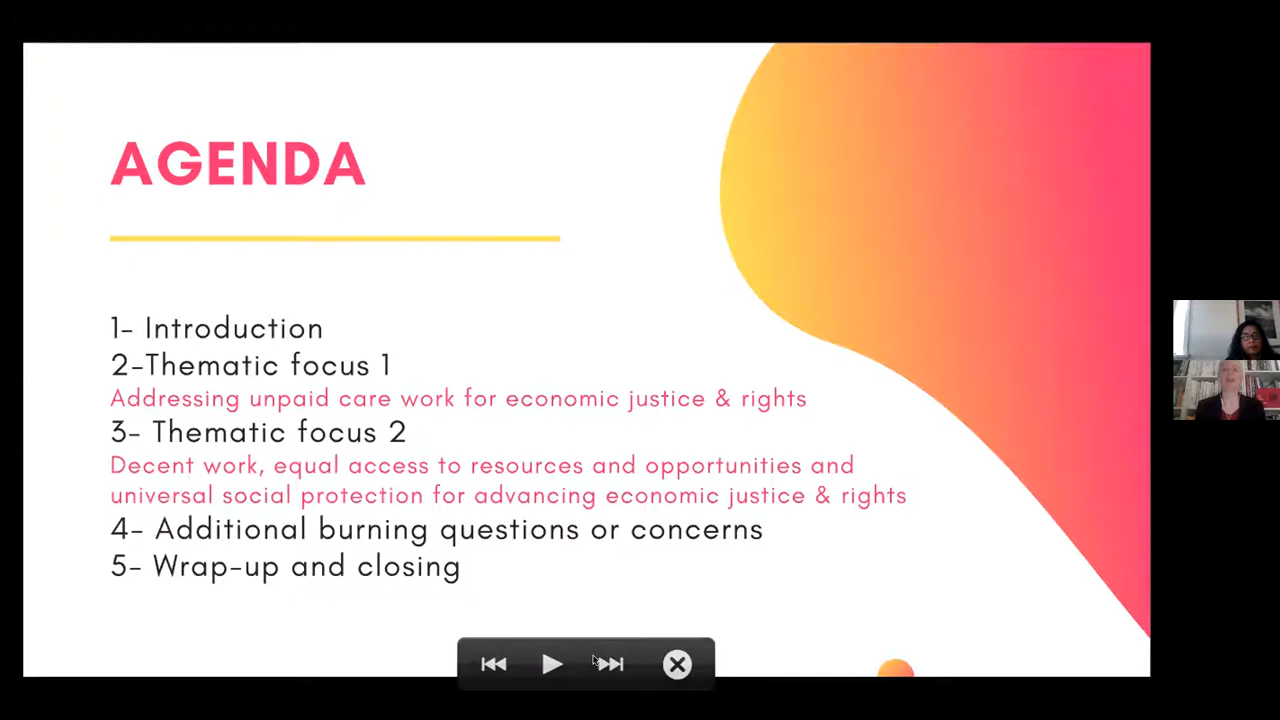 AGENDA
1- Introduction
2-Thematic focus 1
Addressing unpaid care work for economic justice & rights
3- Thematic focus 2
Decent work, equal access to resources and opportunities and
universal social protection for advancing economic justice & rights
4- Additional burning questions or concerns
5- Wrap-up and closing